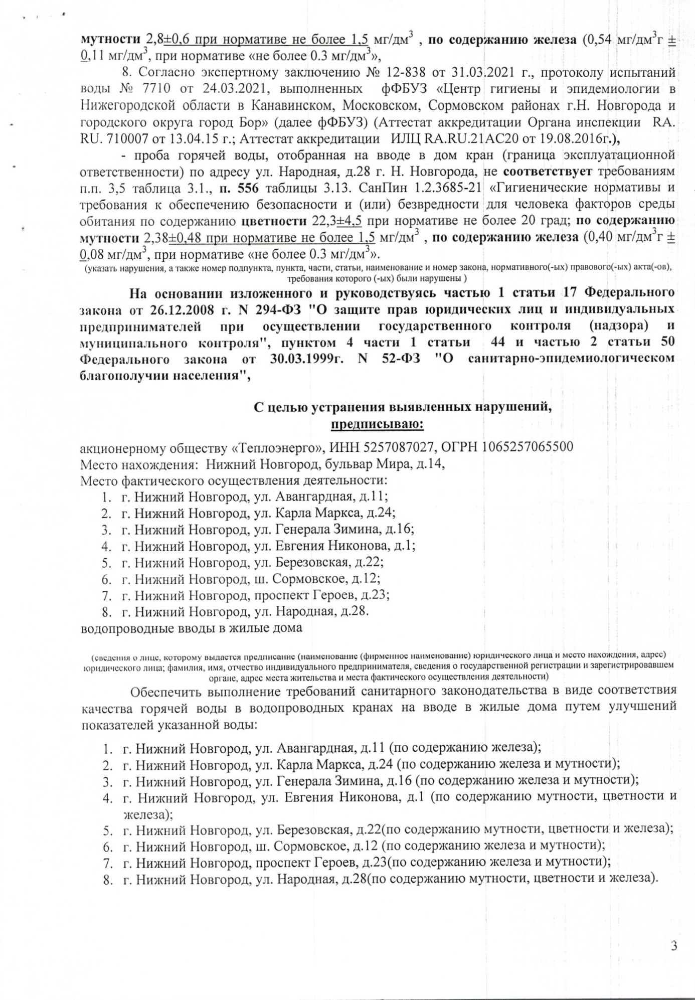 мутности 2,8±0,6 при нормативе не более 1,5 мг/дм³ , по содержанию железа (0,54 мг/дм³г ±
0,11 мг/дм³, при нормативе «не более 0.3 мг/дм³»,
8. Согласно экспертному заключению № 12-838 от 31.03.2021 г., протоколу испытаний
воды № 7710 от 24.03.2021, выполненных фФБУЗ «Центр гигиены и эпидемиологии в
Нижегородской области в Канавинском, Московском, Сормовском районах г.Н. Новгорода и
городского округа город Бор» (далее фФБУЗ) (Аттестат аккредитации Органа инспекции RA.
RU. 710007 от 13.04.15 г.; Аттестат аккредитации ИЛЦ RA.RU.21АС20 от 19.08.2016г.),
- проба горячей воды, отобранная на вводе в дом кран (граница эксплуатационной
ответственности) по адресу ул. Народная, д.28 г. Н. Новгорода, не соответствует требованиям
п.п. 3,5 таблица 3.1., п. 556 таблицы 3.13. СанПин 1.2.3685-21 «Гигиенические нормативы и
требования к обеспечению безопасности и (или) безвредности для человека факторов среды
обитания по содержанию цветности 22,3±4,5 при нормативе не более 20 град; по содержанию
мутности 2,38±0,48 при нормативе не более 1,5 мг/дм³ , по содержанию железа (0,40 мг/дм³г ±
0,08 мг/дм³, при нормативе «не более 0.3 мг/дм³».
(указать нарушения, а также номер подпункта, пункта, части, статьи, наименование и номер закона, нормативного(-ых) правового(-ых) акта(-ов),
требования которого (-ых) были нарушены )
На основании изложенного и руководствуясь частью 1 статьи 17 Федерального
закона от 26.12.2008 г. N 294-ФЗ "О защите прав юридических лиц и индивидуальных
предпринимателей при осуществлении государственного контроля (надзора) и
муниципального контроля", пунктом 4 части 1 статьи 44 и частью 2 статьи 50
Федерального закона от 30.03.1999г. N 52-ФЗ "О санитарно-эпидемиологическом
благополучии населения",
С целью устранения выявленных нарушений,
предписываю:
акционерному обществу «Теплоэнерго», ИНН 5257087027, ОГРН 1065257065500
Место нахождения: Нижний Новгород, бульвар Мира, д.14,
Место фактического осуществления деятельности:
1. г. Нижний Новгород, ул. Авангардная, д.11;
2. г. Нижний Новгород, ул. Карла Маркса, д.24;
3. г. Нижний Новгород, ул. Генерала Зимина, д.16;
4. г. Нижний Новгород, ул. Евгения Никонова, д.1;
5. г. Нижний Новгород, ул. Березовская, д.22;
6. г. Нижний Новгород, ш. Сормовское, д.12;
7. г. Нижний Новгород, проспект Героев, д.23;
8. г. Нижний Новгород, ул. Народная, д.28.
водопроводные вводы в жилые дома
(сведения о лице, которому выдается предписание (наименование (фирменное наименование) юридического лица и место нахождения, адрес)
юридического лица; фамилия, имя, отчество индивидуального предпринимателя, сведения о государственной регистрации и зарегистрировавшем
органе, адрес места жительства и места фактического осуществления деятельности)
Обеспечить выполнение требований санитарного законодательства в виде соответствия
качества горячей воды в водопроводных кранах на вводе в жилые дома путем улучшений
показателей указанной воды:
1. г. Нижний Новгород, ул. Авангардная, д.11 (по содержанию железа);
2. г. Нижний Новгород, ул. Карла Маркса, д.24 (по содержанию железа и мутности);
3. г. Нижний Новгород, ул. Генерала Зимина, д.16 (по содержанию железа и мутности);
4. г. Нижний Новгород, ул. Евгения Никонова, д.1 (по содержанию мутности, цветности и
железа);
5. г. Нижний Новгород, ул. Березовская, д.22(по содержанию мутности, цветности и железа);
6. г. Нижний Новгород, ш. Сормовское, д.12 (по содержанию железа и мутности);
7. г. Нижний Новгород, проспект Героев, д.23(по содержанию железа и мутности);
8. г. Нижний Новгород, ул. Народная, д.28(по содержанию мутности, цветности и железа).
3